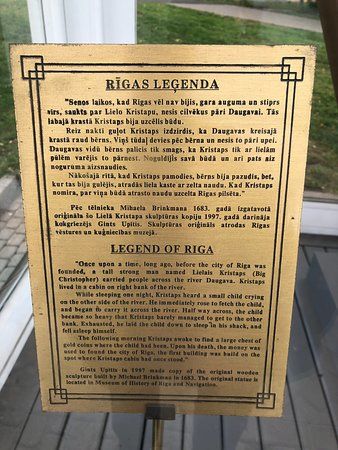 RĪGAS LEĢENDA
"Senos laikos, kad Rīgas vēl nav bijis, gara auguma un stiprs
vīrs, saukts par Lielo Kristapu, nesis cilvēkus pāri Daugavai. Tās
labajā krastā Kristaps bija uzcēlis būdu.
Reiz naktī guļot Kristaps izdzirdis, ka Daugavas kreisajā
krastā raud bērns. Viņš tūdaļ devies pēc bērna un nesis to pāri upei.
Daugavas vidū bērns palicis tik smags, ka Kristaps tik ar lielām
pūlēm varējis to pārnest. Noguldījis savā būdā un arī pats aiz
noguruma aizsnaudies.
Nākošajā rītā, kad Kristaps pamodies, bērns bija pazudis, bet,
kur tas bija gulējis, atradās liela kaste ar zelta naudu. Kad Kristaps
nomira, par viņa būdā atrasto naudu uzcelta Rīgas pilsēta."
Pēc tēlnieka Mihaela Brinkmana 1683. gadā izgatavotā
oriģināla šo Lielā Kristapa skulptūras kopiju 1997. gadā darināja
kokgriezējs Gints Upītis. Skulptūras oriģināls atrodas Rīgas
vēstures un kuģniecības muzejā.
LEGEND OF RIGA
"Once upon a time, long ago, before the city of Riga was
founded, a tall strong man named Lielais Kristaps (Big
Christopher) carried people across the river Daugava. Kristaps
lived in a cabin on right bank of the river.
While sleeping one night, Kristaps heard a small child crying
on the other side of the river. He immediately rose to fetch the child,
and began to carry it across the river. Half way across, the child
became so heavy that Kristaps barely managed to get to the other
bank. Exhausted, he laid the child down to sleep in his shack, and
fell asleep himself.
The following morning Kristaps awoke to find a large chest of
gold coins where the child had been. Upon his death, the money was
used to found the city of Riga, the first building was build on the
spot where Kristaps cabin had once stood."
Gints Upitis in 1997 made copy of the original wooden
sculpture built by Michael Brinkman in 1683. The original statue is
located in Museum of History of Riga and Navigation.